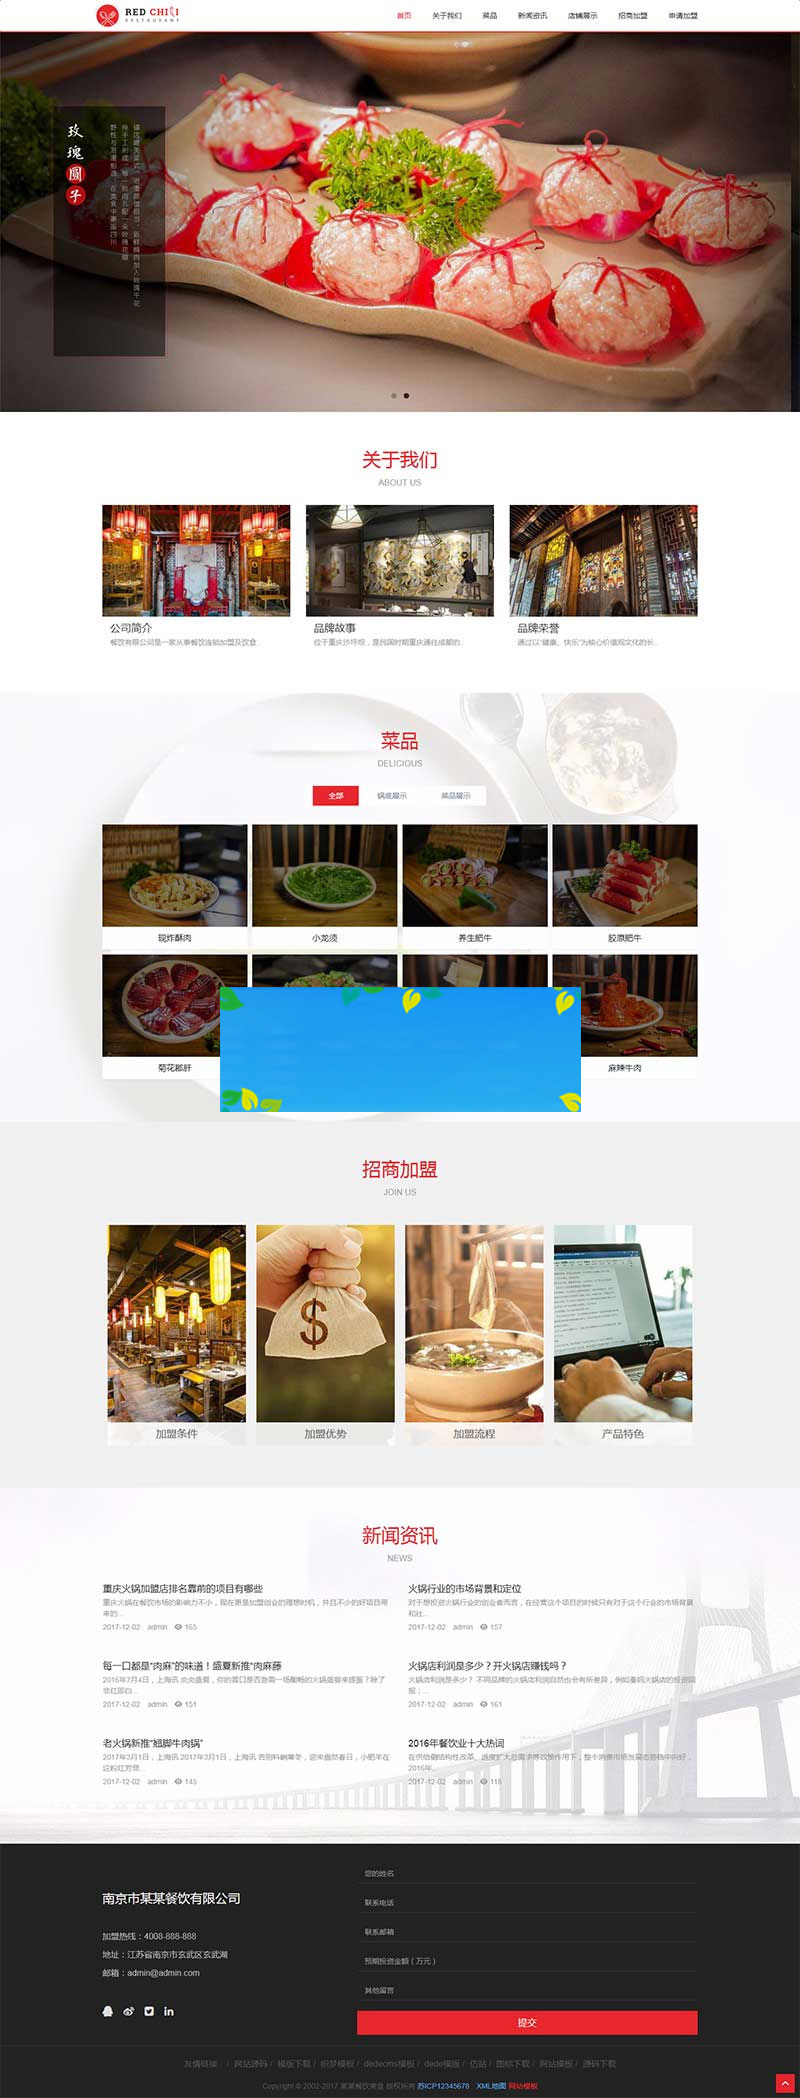 RED CHILI
RESTAURANT
首页 关于我们 菜品 新闻资讯 店铺展示 招商加盟 申请加盟
玫瑰圆子
关于我们
ABOUT US
公司简介
餐饮有限公司是一家从事餐饮连锁加盟及饮食..
品牌故事
位于重庆沙坪坝，是民国时期重庆通往成都的..
品牌荣誉
通过以“健康、快乐”为核心价值观文化的长..
菜品
DELICIOUS
全部 锅底展示 菜品展示
现炸酥肉
小龙须
养生肥牛
胶原肥牛
菊花郡肝
麻辣牛肉
招商加盟
JOIN US
加盟条件
加盟优势
加盟流程
产品特色
新闻资讯
NEWS
重庆火锅加盟店排名靠前的项目有哪些
重庆火锅在餐饮市场的影响力不小，现在更是加盟创业的理想时机，并且不少的好项目带
来的...
2017-12-02 admin 165
火锅行业的市场背景和定位
对于想投资火锅行业的创业者而言，在经营这个项目的时候只有对于这个行业的市场背景
和社...
2017-12-02 admin 157
每一口都是“肉麻”的味道！盛夏新推“肉麻藤
2016年7月4日，上海讯 炎炎盛夏，你的胃口是否急需一场酣畅的火锅盛宴来提振？除了
非红即白...
2017-12-02 admin 151
火锅店利润是多少？开火锅店赚钱吗？
火锅店利润是多少？ 不同品牌的火锅店利润自然也会有所差异，例如秦妈火锅店的投资回
报；...
2017-12-02 admin 161
老火锅新推“翘脚牛肉锅”
2017年3月1日，上海讯 2017年3月1日，上海讯 告别料峭寒冬，迎来盎然春日，小肥羊在
这粉红芳菲...
2017-12-02 admin 145
2016年餐饮业十大热词
在供给侧结构性改革、适度扩大总需求等政策作用下，整个消费市场发展态势稳中向好，
2016年...
2017-12-02 admin 118
南京市某某餐饮有限公司
加盟热线：4008-888-888
地址：江苏省南京市玄武区玄武湖
邮箱：admin@admin.com
您的姓名
联系电话
联系邮箱
预期投资金额（万元）
其他留言
提交
友情链接： / 网站源码 / 模版下载 / 织梦模板 / dedecms模板 / dede模版 / 仿站 / 图标下载 / 网站模板 / 源码下载
Copyright © 2002-2017 某某餐饮美食 版权所有 苏ICP12345678 XML地图 网站模板